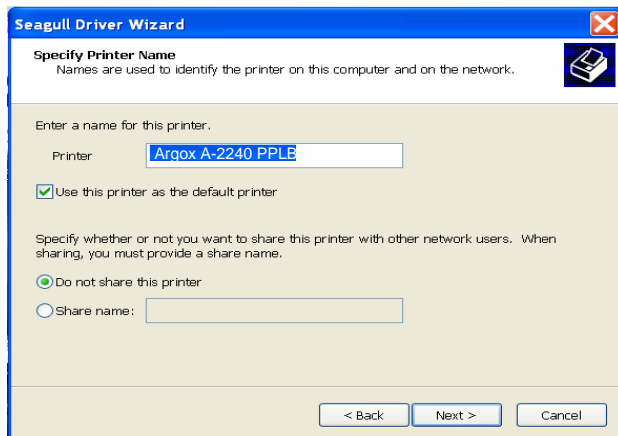 Seagull Driver Wizard
Specify Printer Name
Names are used to identify the printer on this computer and on the network.
Enter a name for this printer.
Printer
Argox A-2240 PPLB
Use this printer as the default printer
Specify whether or not you want to share this printer with other network users. When
sharing, you must provide a share name.
Do not share this printer
Share name:
< Back
Next >
Cancel